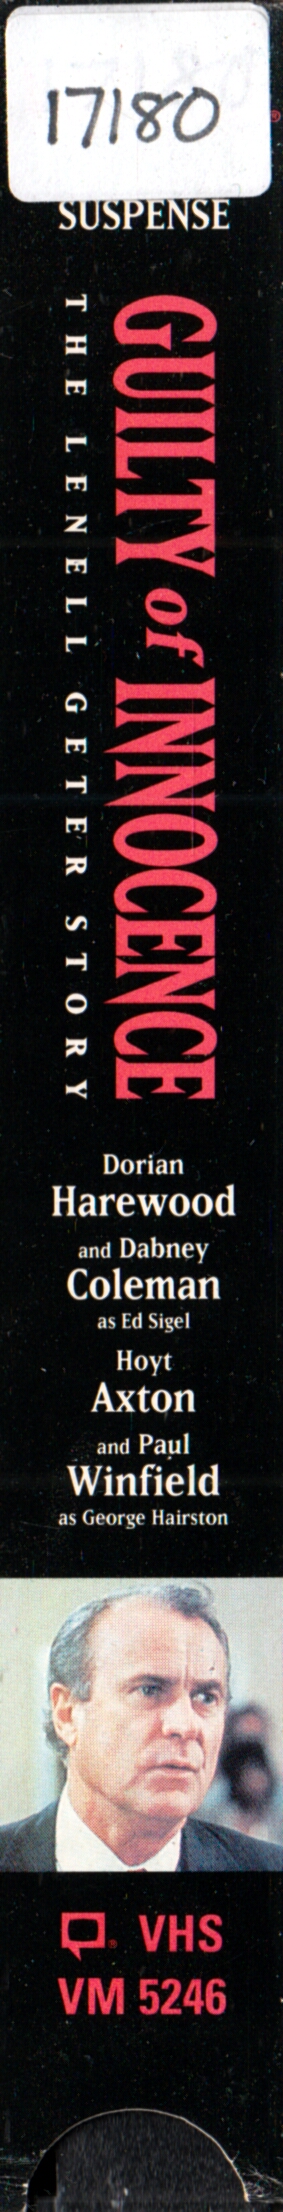 17180
SUSPENSE
GUILTY of INNOCENCE
THE LENELL GETER STORY
Dorian
Harewood
and Dabney
Coleman
as Ed Sigel
Hoyt
Axton
and Paul
Winfield
as George Hairston
VHS
VM 5246